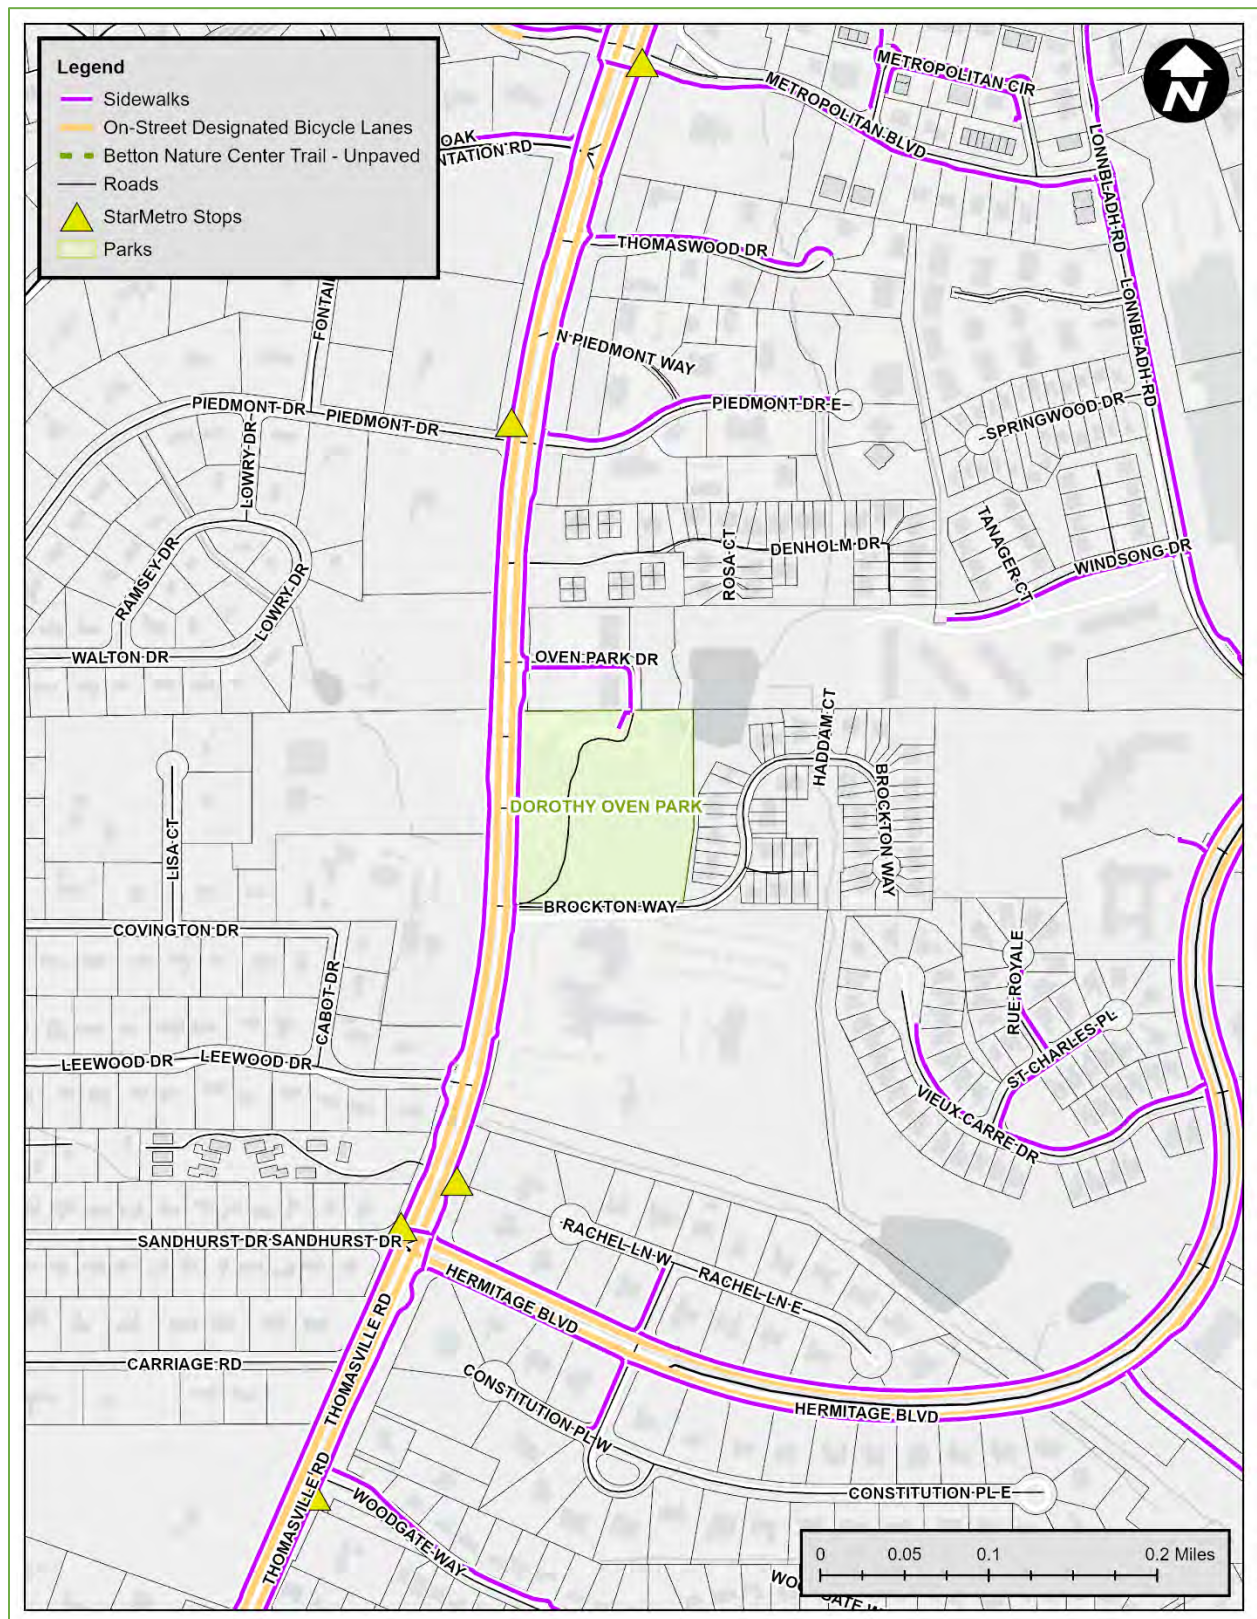 Legend
Sidewalks
On-Street Designated Bicycle Lanes
Betton Nature Center Trail - Unpaved
Roads
StarMetro Stops
Parks
N
METROPOLITAN CIR
METROPOLITAN BLVD
OAK
NTATION RD
LONNBLADH RD
THOMASWOOD DR
LONNBLADH RD
FONTAI
N PIEDMONT WAY
PIEDMONT DR
PIEDMONT DR
PIEDMONT DR E
SPRINGWOOD DR
LOWRY DR
TANAGER CT
RAMSEY DR
ROSA CT
DENHOLM DR
WINDSONG DR
LOWRY DR
WALTON DR
OVEN PARK DR
HADDAM CT
DOROTHY OVEN PARK
BROCKTON WAY
LISA CT
BROCKTON WAY
COVINGTON DR
RUE ROYALE
CABOT DR
LEEWOOD DR
LEEWOOD DR
ST CHARLES PL
VIEUX CARRE DR
SANDHURST DR
SANDHURST DR
RACHEL LN W
RACHEL LN E
HERMITAGE BLVD
THOMASVILLE RD
CARRIAGE RD
CONSTITUTION PL W
HERMITAGE BLVD
THOMASVILLE RD
WOODGATE WAY
CONSTITUTION PL E
0 0.05 0.1 0.2 Miles